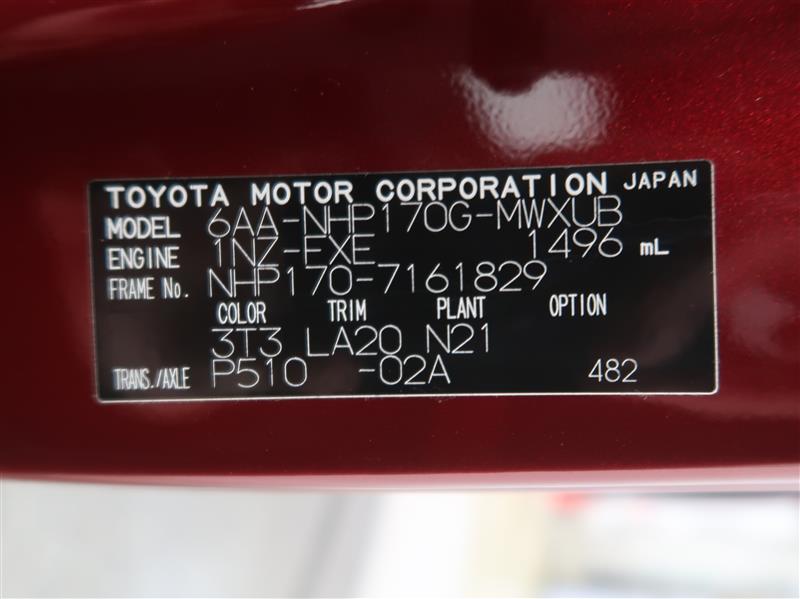 TOYOTA MOTOR CORPORATION JAPAN
MODEL 6AA-NHP170G-MWXUB
ENGINE 1NZ-FXE 1496 mL
FRAME No. NHP170-7161829
COLOR TRIM PLANT OPTION
3T3 LA20 N21
TRANS./AXLE P510 -02A 482